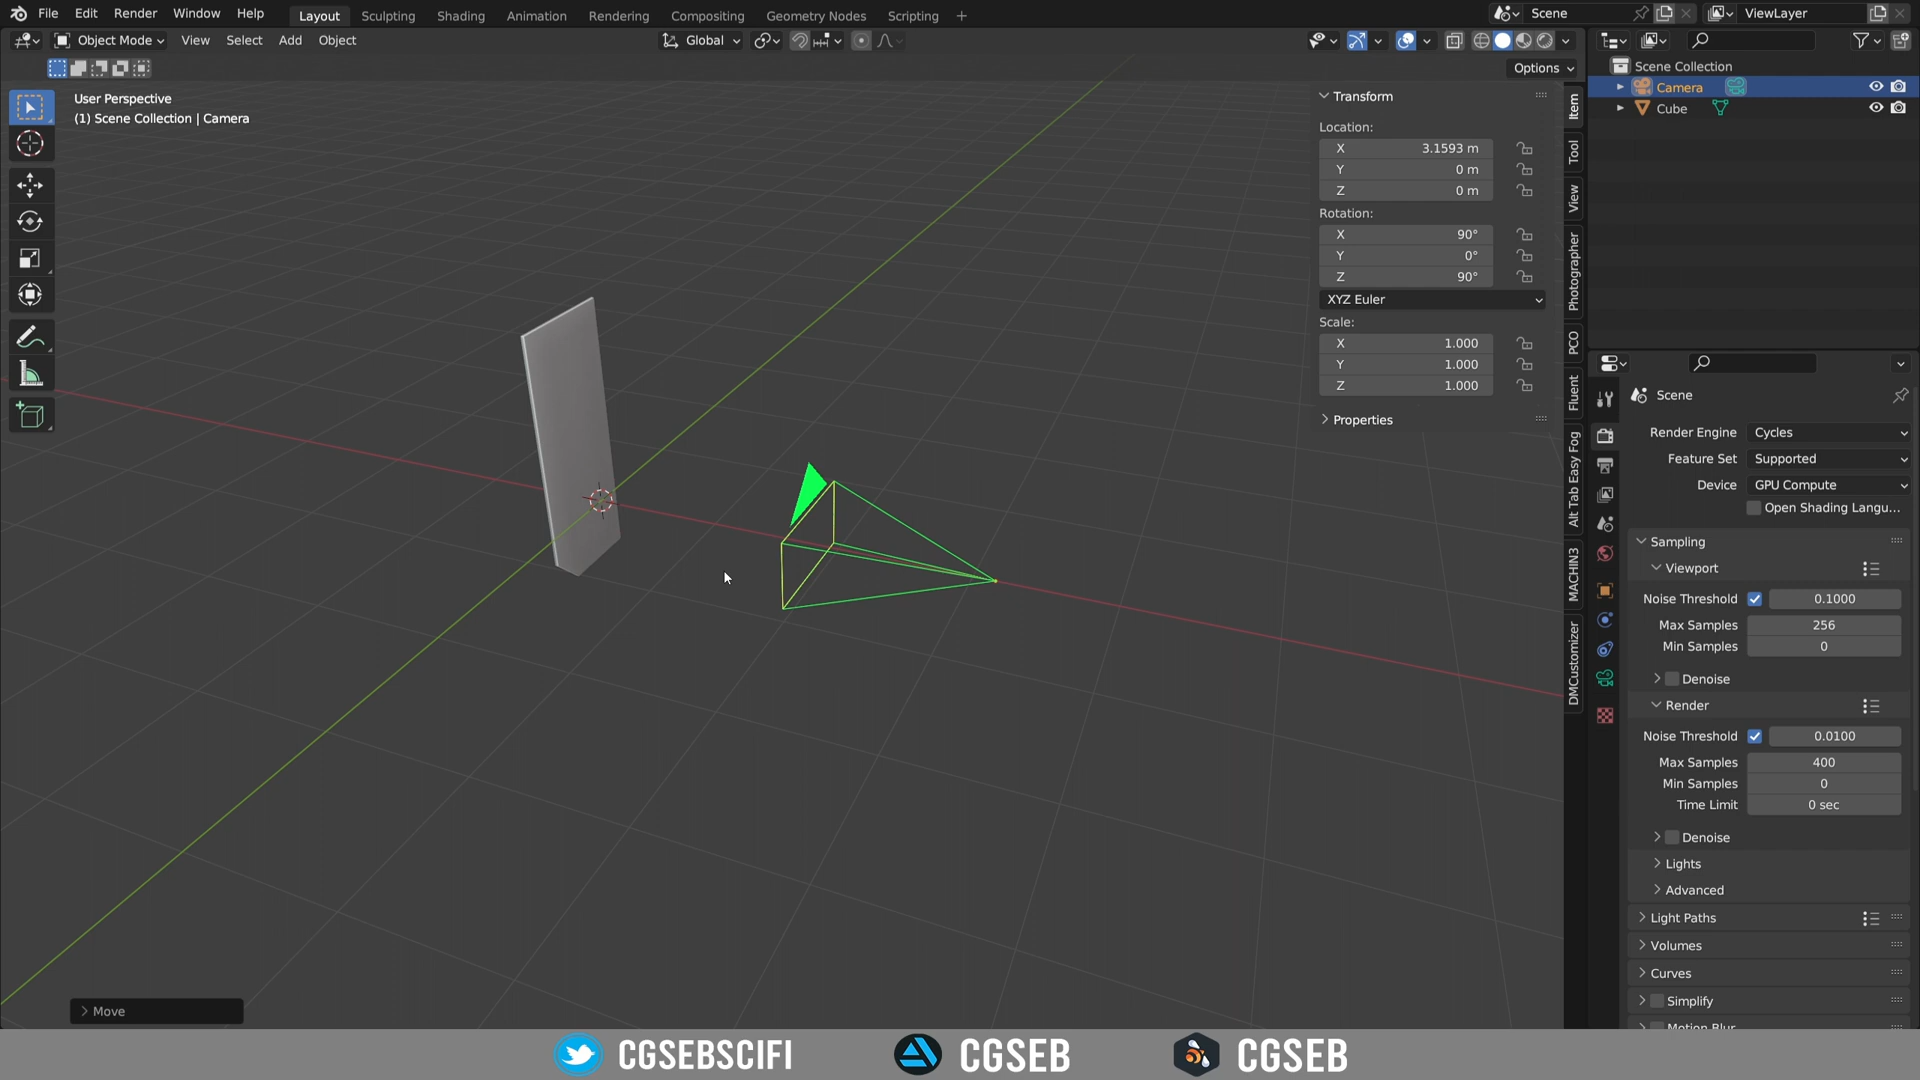 File Edit Render Window Help
Layout Sculpting Shading Animation Rendering Compositing Geometry Nodes Scripting +
Scene
ViewLayer
Object Mode View Select Add Object
Global
Options
User Perspective
(1) Scene Collection | Camera
Transform
Location:
X 3.1593 m
Y 0 m
Z 0 m
Rotation:
X 90°
Y 0°
Z 90°
XYZ Euler
Scale:
X 1.000
Y 1.000
Z 1.000
Properties
Item
Tool
View
Photographer
PCO
Fluent
Alt Tab Easy Fog
MACHIN3
DMCustomizer
Scene Collection
Camera
Cube
Scene
Render Engine Cycles
Feature Set Supported
Device GPU Compute
Open Shading Langu...
Sampling
Viewport
Noise Threshold 0.1000
Max Samples 256
Min Samples 0
Denoise
Render
Noise Threshold 0.0100
Max Samples 400
Min Samples 0
Time Limit 0 sec
Denoise
Lights
Advanced
Light Paths
Volumes
Curves
Simplify
Motion Blur
Move
CGSEBSCIFI CGSEB CGSEB